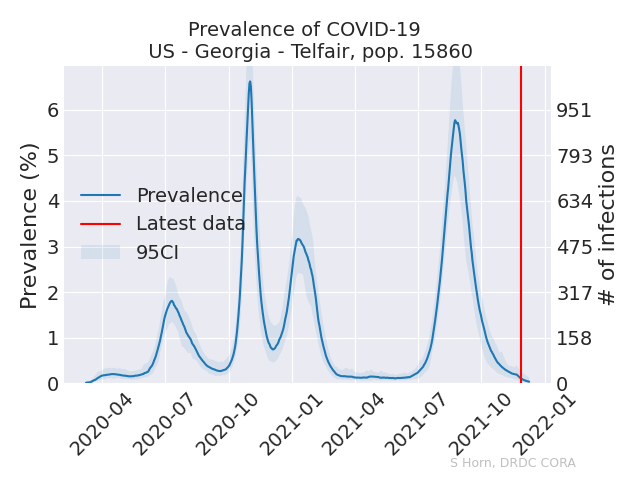 Prevalence of COVID-19
US - Georgia - Telfair, pop. 15860
Prevalence (%)
6
5
4
3
2
1
0
Prevalence
Latest data
95CI
951
793
634
475
317
158
0
# of infections
2020-04
2020-07
2020-10
2021-01
2021-04
2021-07
2021-10
2022-01
S Horn, DRDC CORA